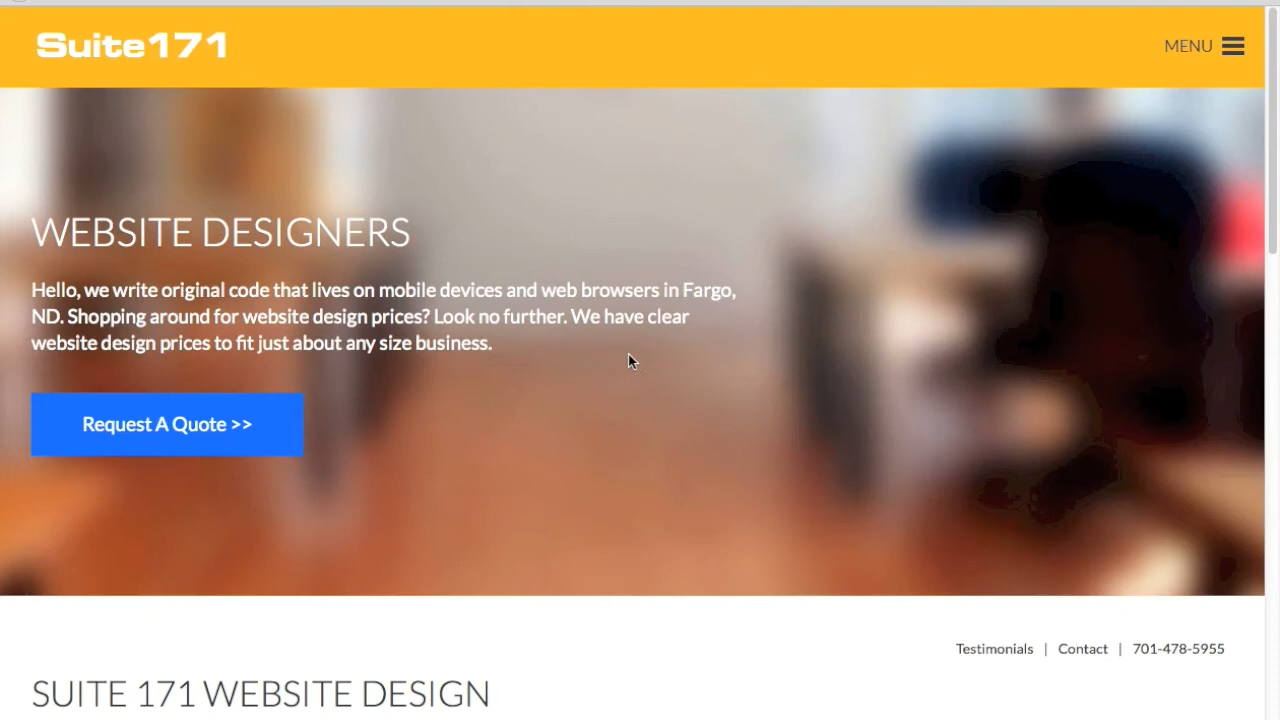 Suite171
MENU
WEBSITE DESIGNERS
Hello, we write original code that lives on mobile devices and web browsers in Fargo,
ND. Shopping around for website design prices? Look no further. We have clear
website design prices to fit just about any size business.
Request A Quote >>
Testimonials | Contact | 701-478-5955
SUITE 171 WEBSITE DESIGN